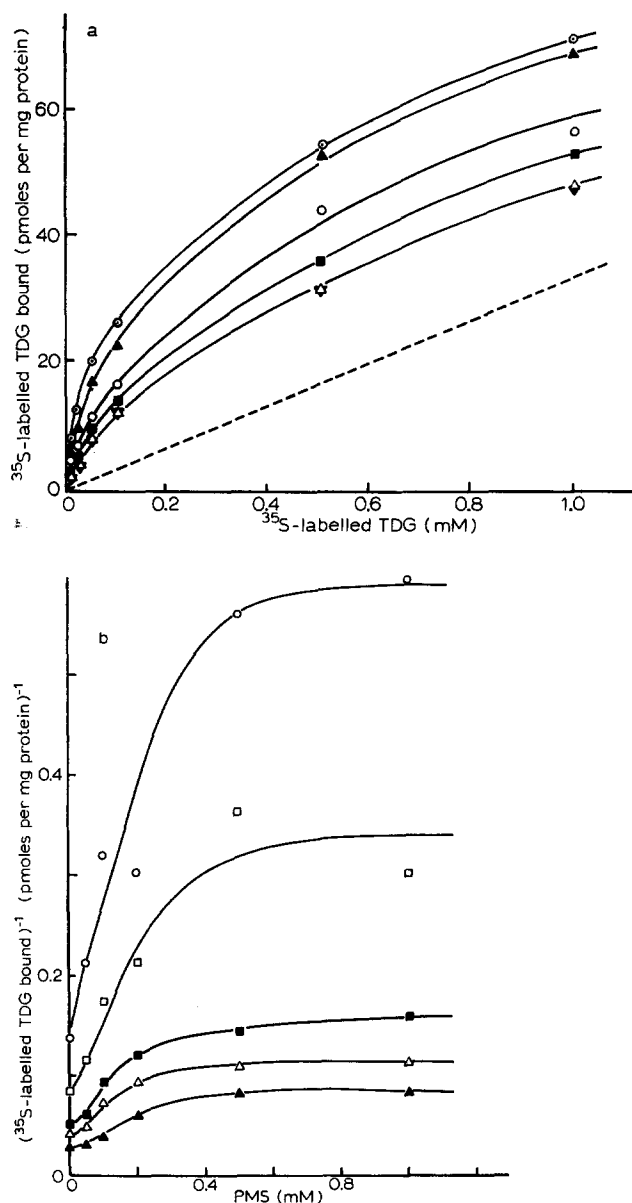 a
60
40
20
0
³⁵S-labelled TDG bound (pmoles per mg protein)
0 0.2 0.4 0.6 0.8 1.0
³⁵S-labelled TDG (mM)
b
0.4
0.2
0
(³⁵S-labelled TDG bound)⁻¹ (pmoles per mg protein)⁻¹
0 0.4 0.8
PMS (mM)